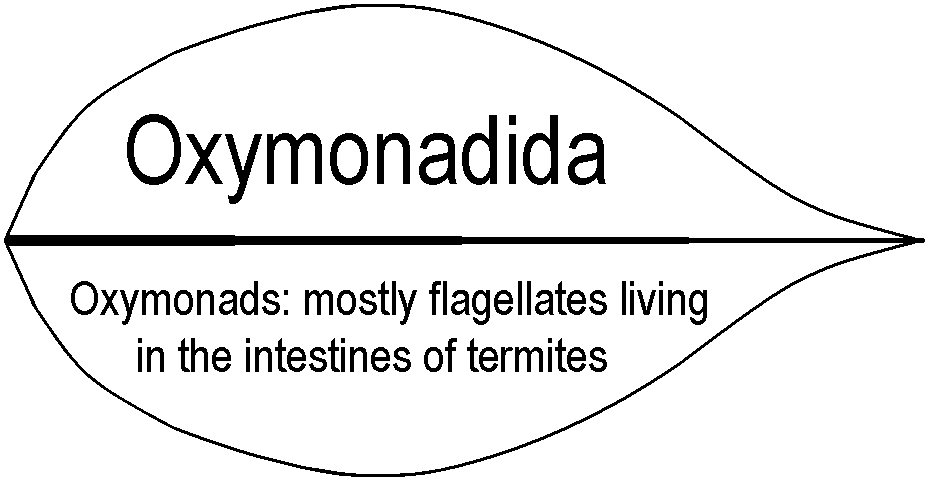 Oxymonadida
Oxymonads: mostly flagellates living
in the intestines of termites